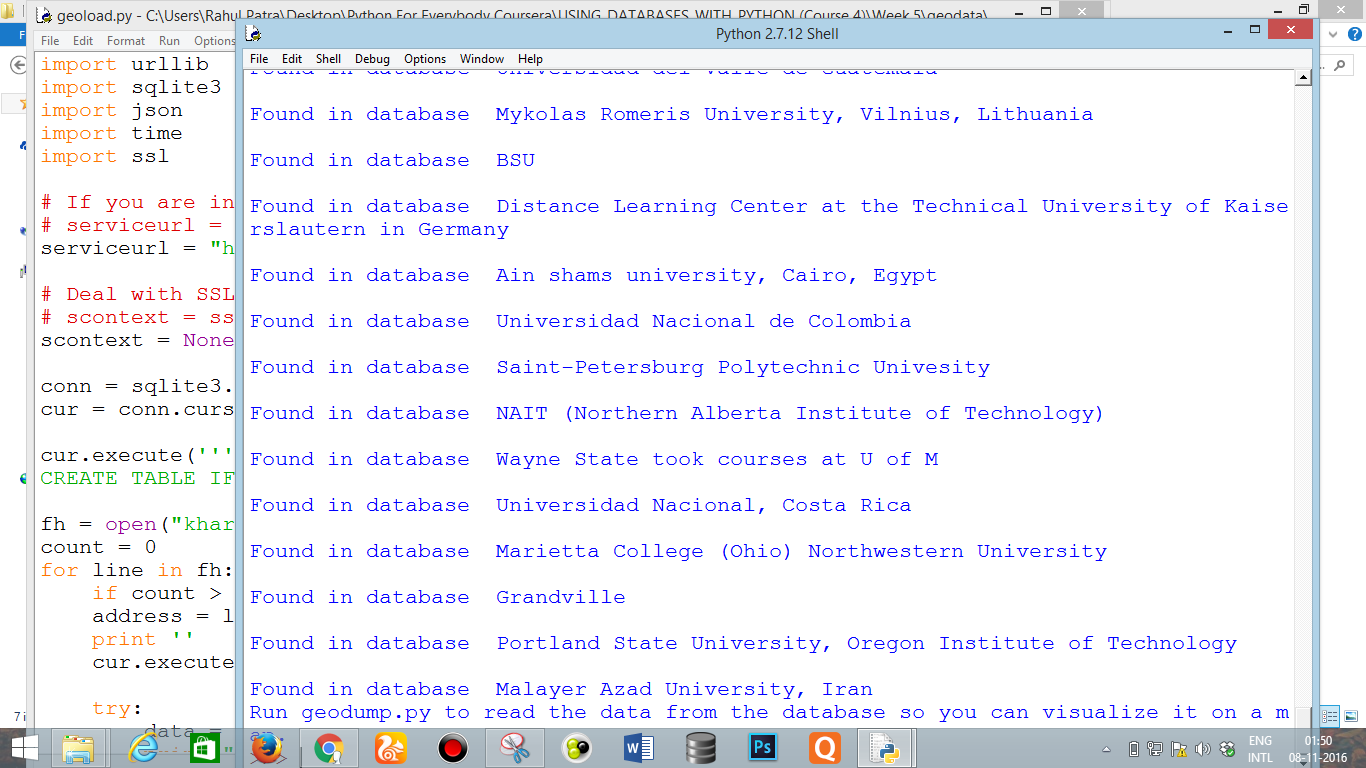 geoload.py - C:\Users\Rahul Patra\Desktop\Python For Everybody Coursera\USING DATABASES WITH PYTHON (Course 4)\Week 5\geodata\
File Edit Format Run Options
import urllib
import sqlite3
import json
import time
import ssl
# If you are in
# serviceurl =
serviceurl = "h
# Deal with SSL
# scontext = ss
scontext = None
conn = sqlite3.
cur = conn.curs
cur.execute('''
CREATE TABLE IF
fh = open("khar
count = 0
for line in fh:
if count >
address = l
print ''
cur.execute
try:
data =
Python 2.7.12 Shell
File Edit Shell Debug Options Window Help
Found in database Universidad del Valle de Guatemala
Found in database Mykolas Romeris University, Vilnius, Lithuania
Found in database BSU
Found in database Distance Learning Center at the Technical University of Kaise
rslautern in Germany
Found in database Ain shams university, Cairo, Egypt
Found in database Universidad Nacional de Colombia
Found in database Saint-Petersburg Polytechnic Univesity
Found in database NAIT (Northern Alberta Institute of Technology)
Found in database Wayne State took courses at U of M
Found in database Universidad Nacional, Costa Rica
Found in database Marietta College (Ohio) Northwestern University
Found in database Grandville
Found in database Portland State University, Oregon Institute of Technology
Found in database Malayer Azad University, Iran
Run geodump.py to read the data from the database so you can visualize it on a m
ap.
7 i
ENG
INTL
01:50
08-11-2016